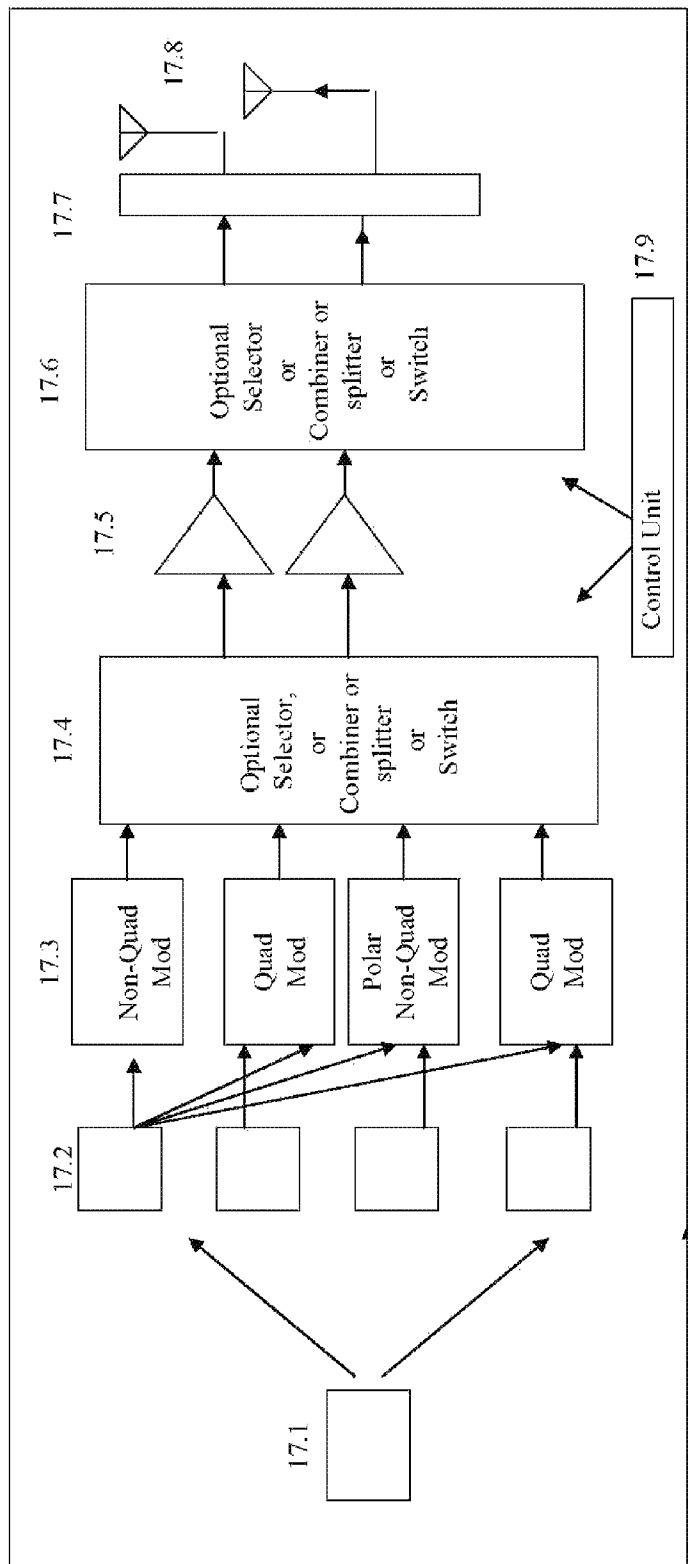 17.1
17.2
17.3
Non-Quad
Mod
Quad
Mod
Polar
Non-Quad
Mod
Quad
Mod
17.4
Optional
Selector,
or
Combiner or
splitter
or
Switch
17.5
17.6
Optional
Selector
or
Combiner or
splitter
or
Switch
17.7
17.8
Control Unit
17.9